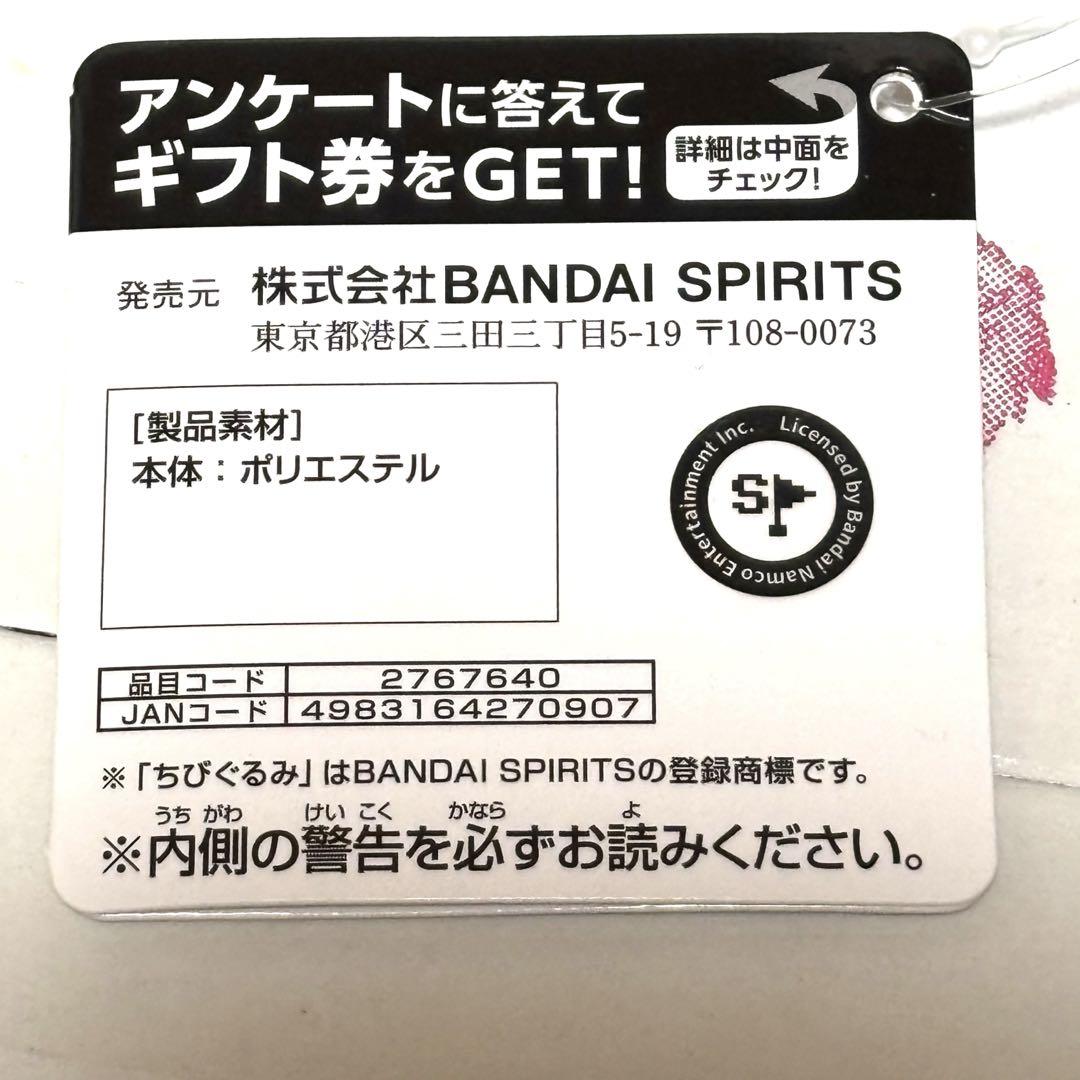 アンケートに答えて
ギフト券をGET!
詳細は中面を
チェック!
発売元 株式会社BANDAI SPIRITS
東京都港区三田三丁目5-19 〒108-0073
[製品素材]
本体：ポリエステル
Licensed by Bandai Namco Entertainment Inc.
SP
品目コード 2767640
JANコード 4983164270907
※「ちびぐるみ」はBANDAI SPIRITSの登録商標です。
うち がわ けい こく かなら よ
※内側の警告を必ずお読みください。